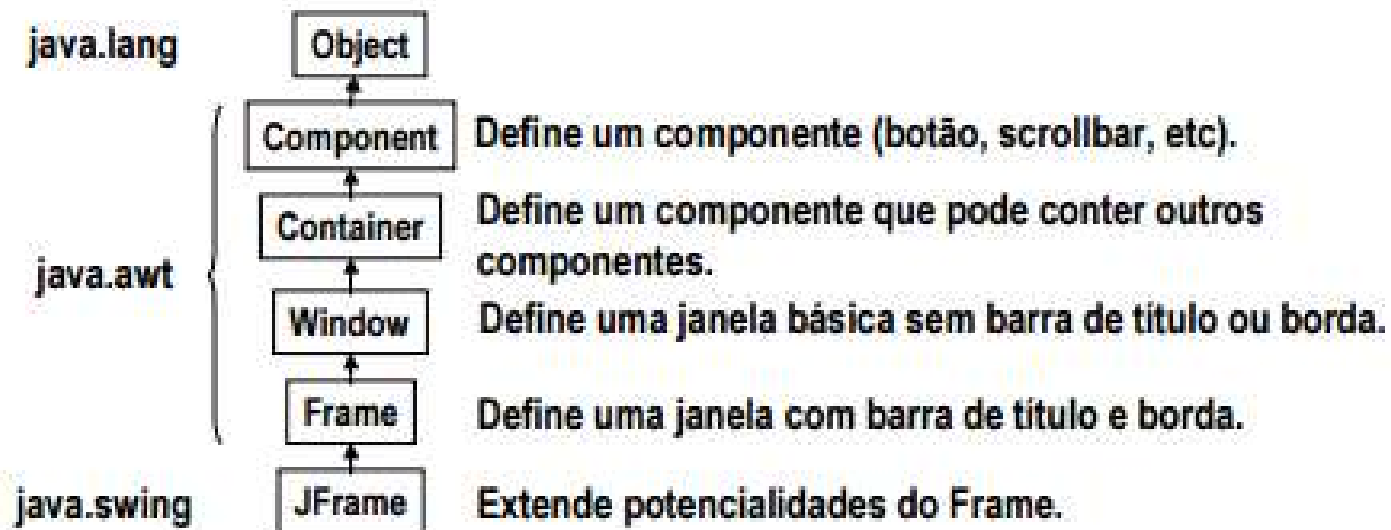 java.lang Object
Component Define um componente (botão, scrollbar, etc).
Container Define um componente que pode conter outros
componentes.
java.awt
Window Define uma janela básica sem barra de título ou borda.
Frame Define uma janela com barra de título e borda.
java.swing JFrame Extende potencialidades do Frame.